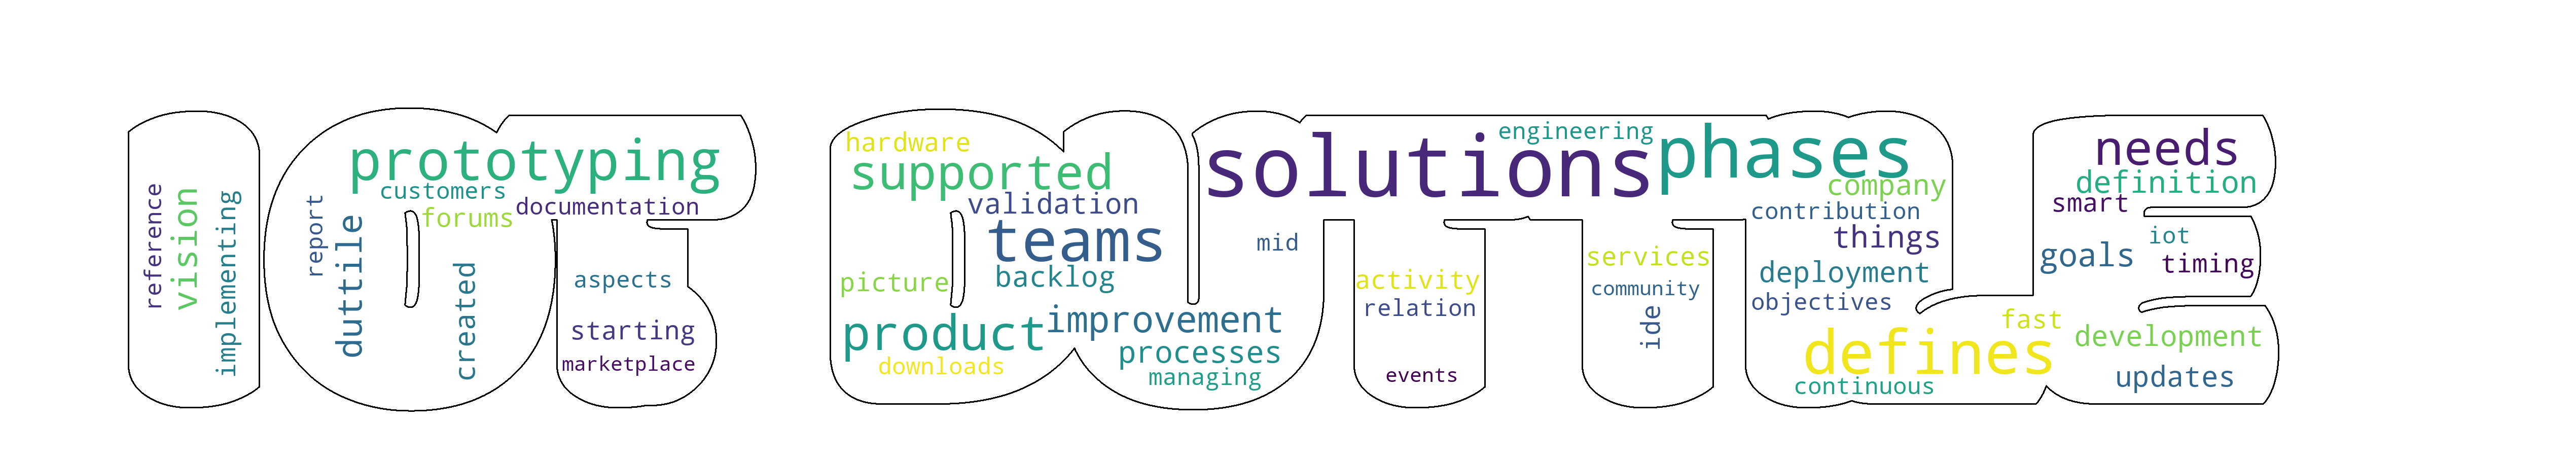 reference
vision
implementing
prototyping
customers
forums
documentation
report
duttile
created
aspects
starting
marketplace
hardware
supported
validation
teams
backlog
picture
product
downloads
improvement
processes
managing
solutions
engineering
phases
mid
company
contribution
things
deployment
objectives
activity
relation
events
services
community
ide
defines
continuous
fast
needs
definition
smart
iot
goals
timing
development
updates